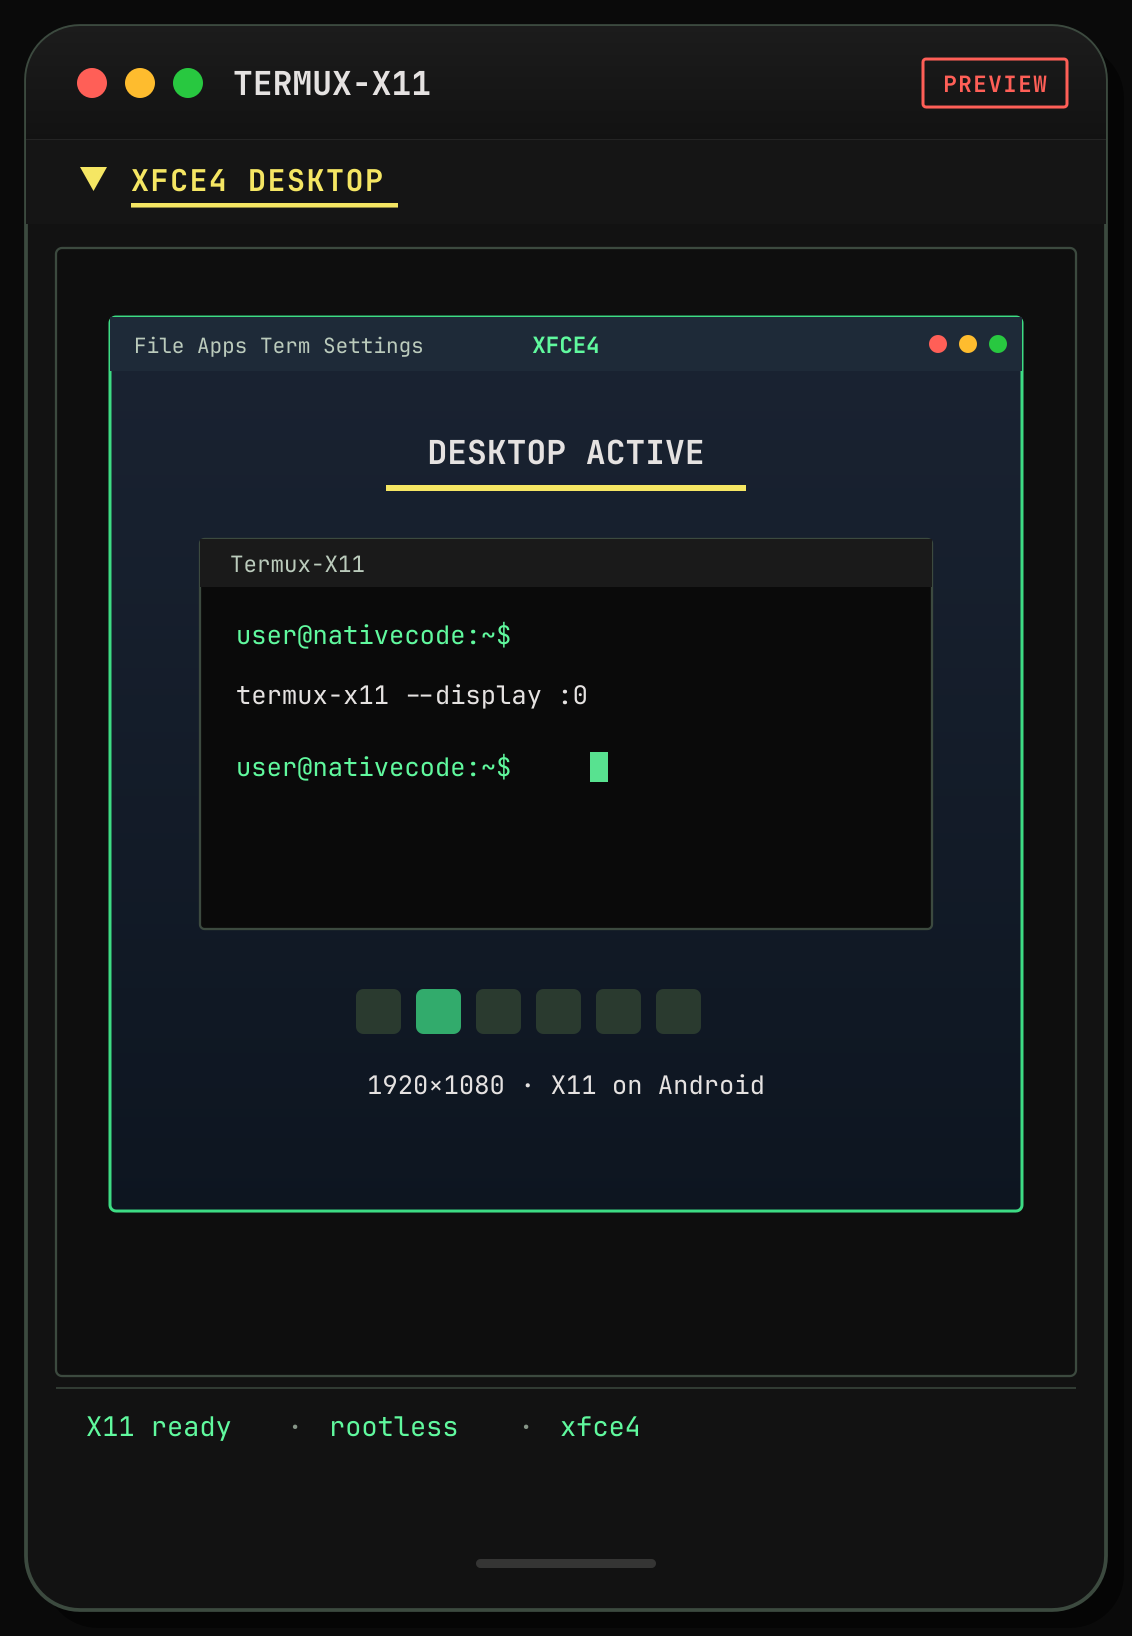 TERMUX-X11
PREVIEW
XFCE4 DESKTOP
File Apps Term Settings
XFCE4
DESKTOP ACTIVE
Termux-X11
user@nativecode:~$
termux-x11 --display :0
user@nativecode:~$
1920×1080 · X11 on Android
X11 ready · rootless · xfce4